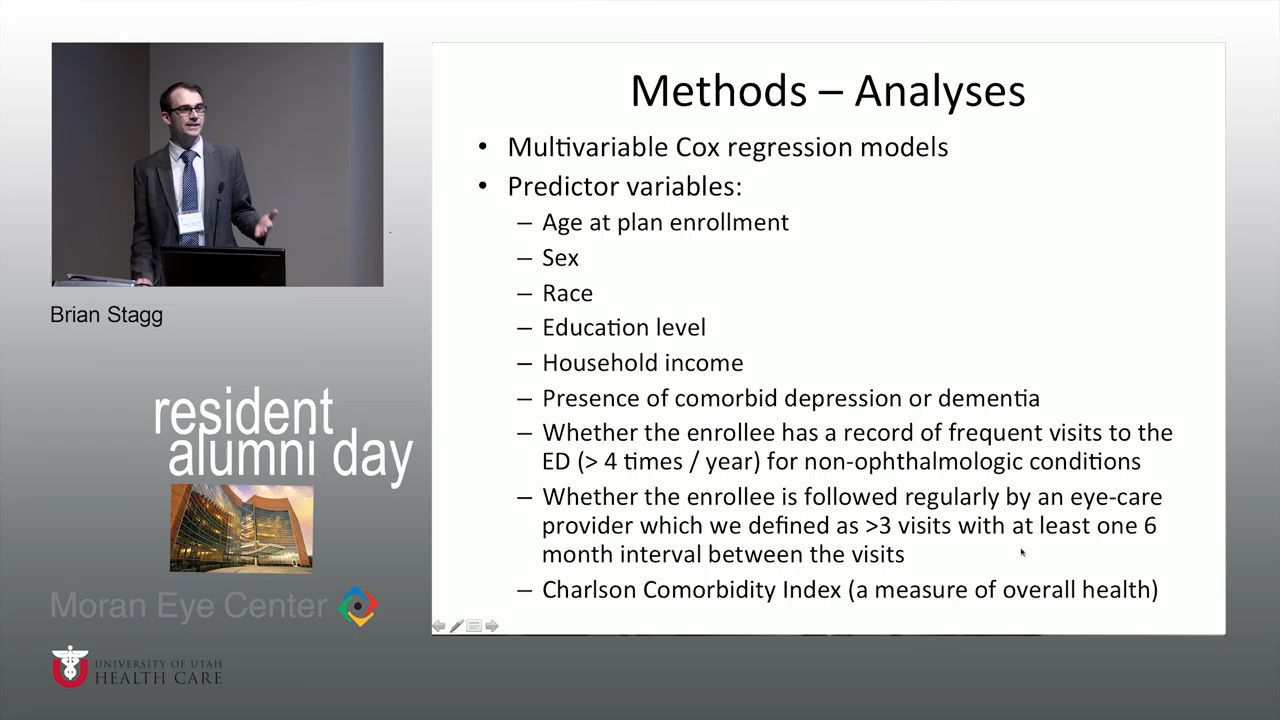 Methods – Analyses
• Multivariable Cox regression models
• Predictor variables:
– Age at plan enrollment
– Sex
– Race
– Education level
– Household income
– Presence of comorbid depression or dementia
– Whether the enrollee has a record of frequent visits to the
ED (> 4 times / year) for non-ophthalmologic conditions
– Whether the enrollee is followed regularly by an eye-care
provider which we defined as >3 visits with at least one 6
month interval between the visits
– Charlson Comorbidity Index (a measure of overall health)
Brian Stagg
resident
alumni day
Moran Eye Center
UNIVERSITY OF UTAH
HEALTH CARE